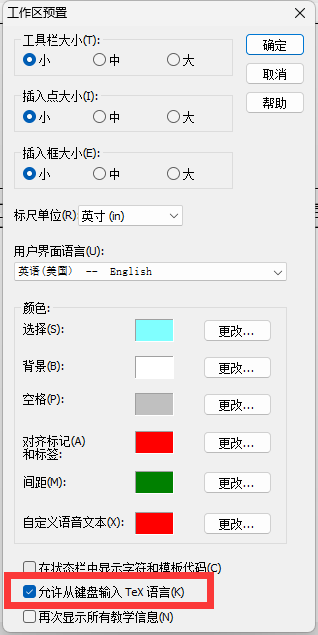 工作区预置
工具栏大小(T):
小 中 大
确定
取消
帮助
插入点大小(I):
小 中 大
插入框大小(E):
小 中 大
标尺单位(R) 英寸 (in)
用户界面语言(U):
英语(美国) -- English
颜色:
选择(S): 更改...
背景(B): 更改...
空格(P): 更改...
对齐标记(A)
和标签: 更改...
间距(M): 更改...
自定义语音文本(X): 更改...
在状态栏中显示字符和模板代码(C)
允许从键盘输入 TeX 语言(K)
再次显示所有教学信息(N)